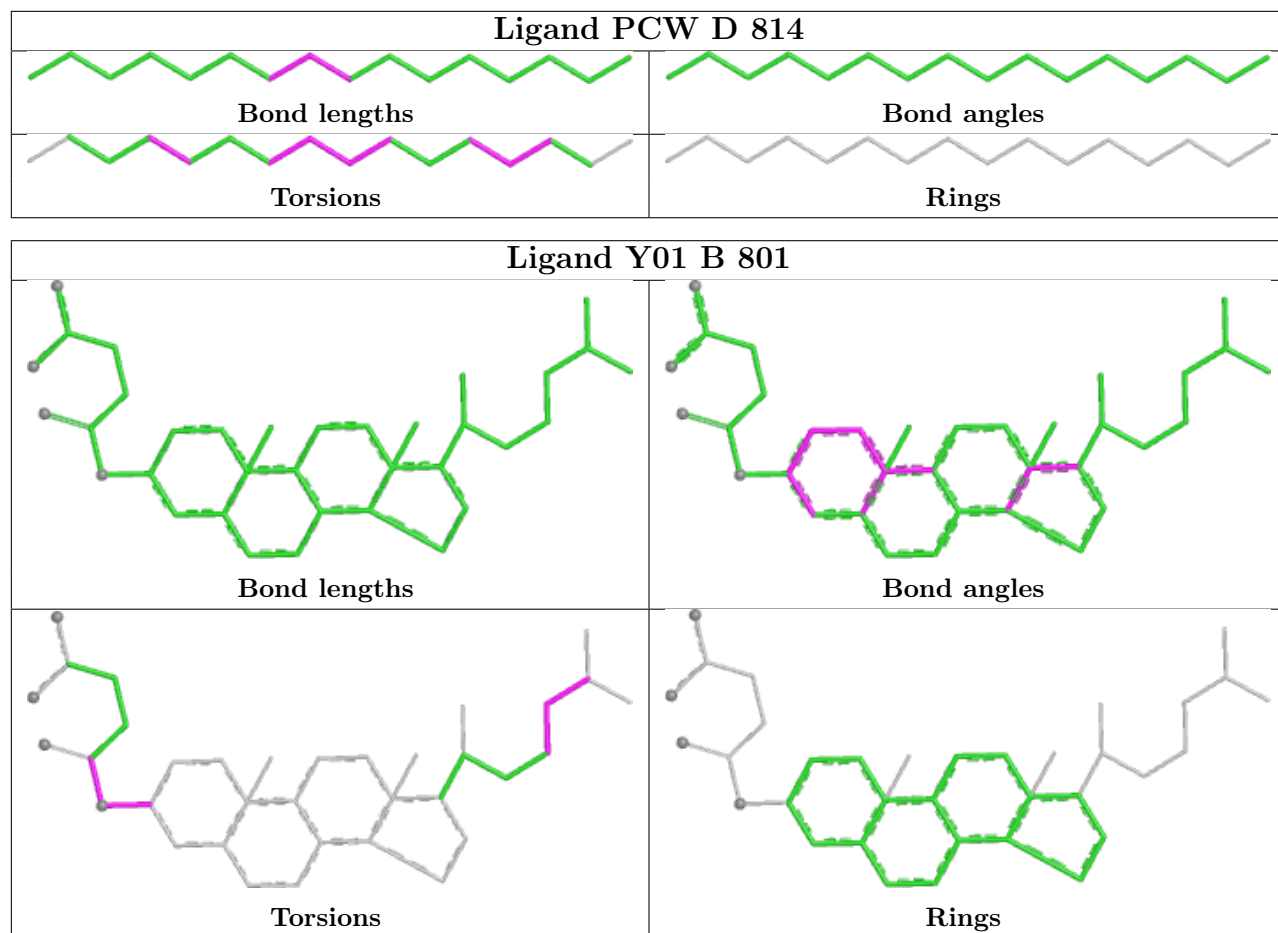 Ligand PCW D 814
Bond lengths Bond angles
Torsions Rings
Ligand Y01 B 801
Bond lengths Bond angles
Torsions Rings